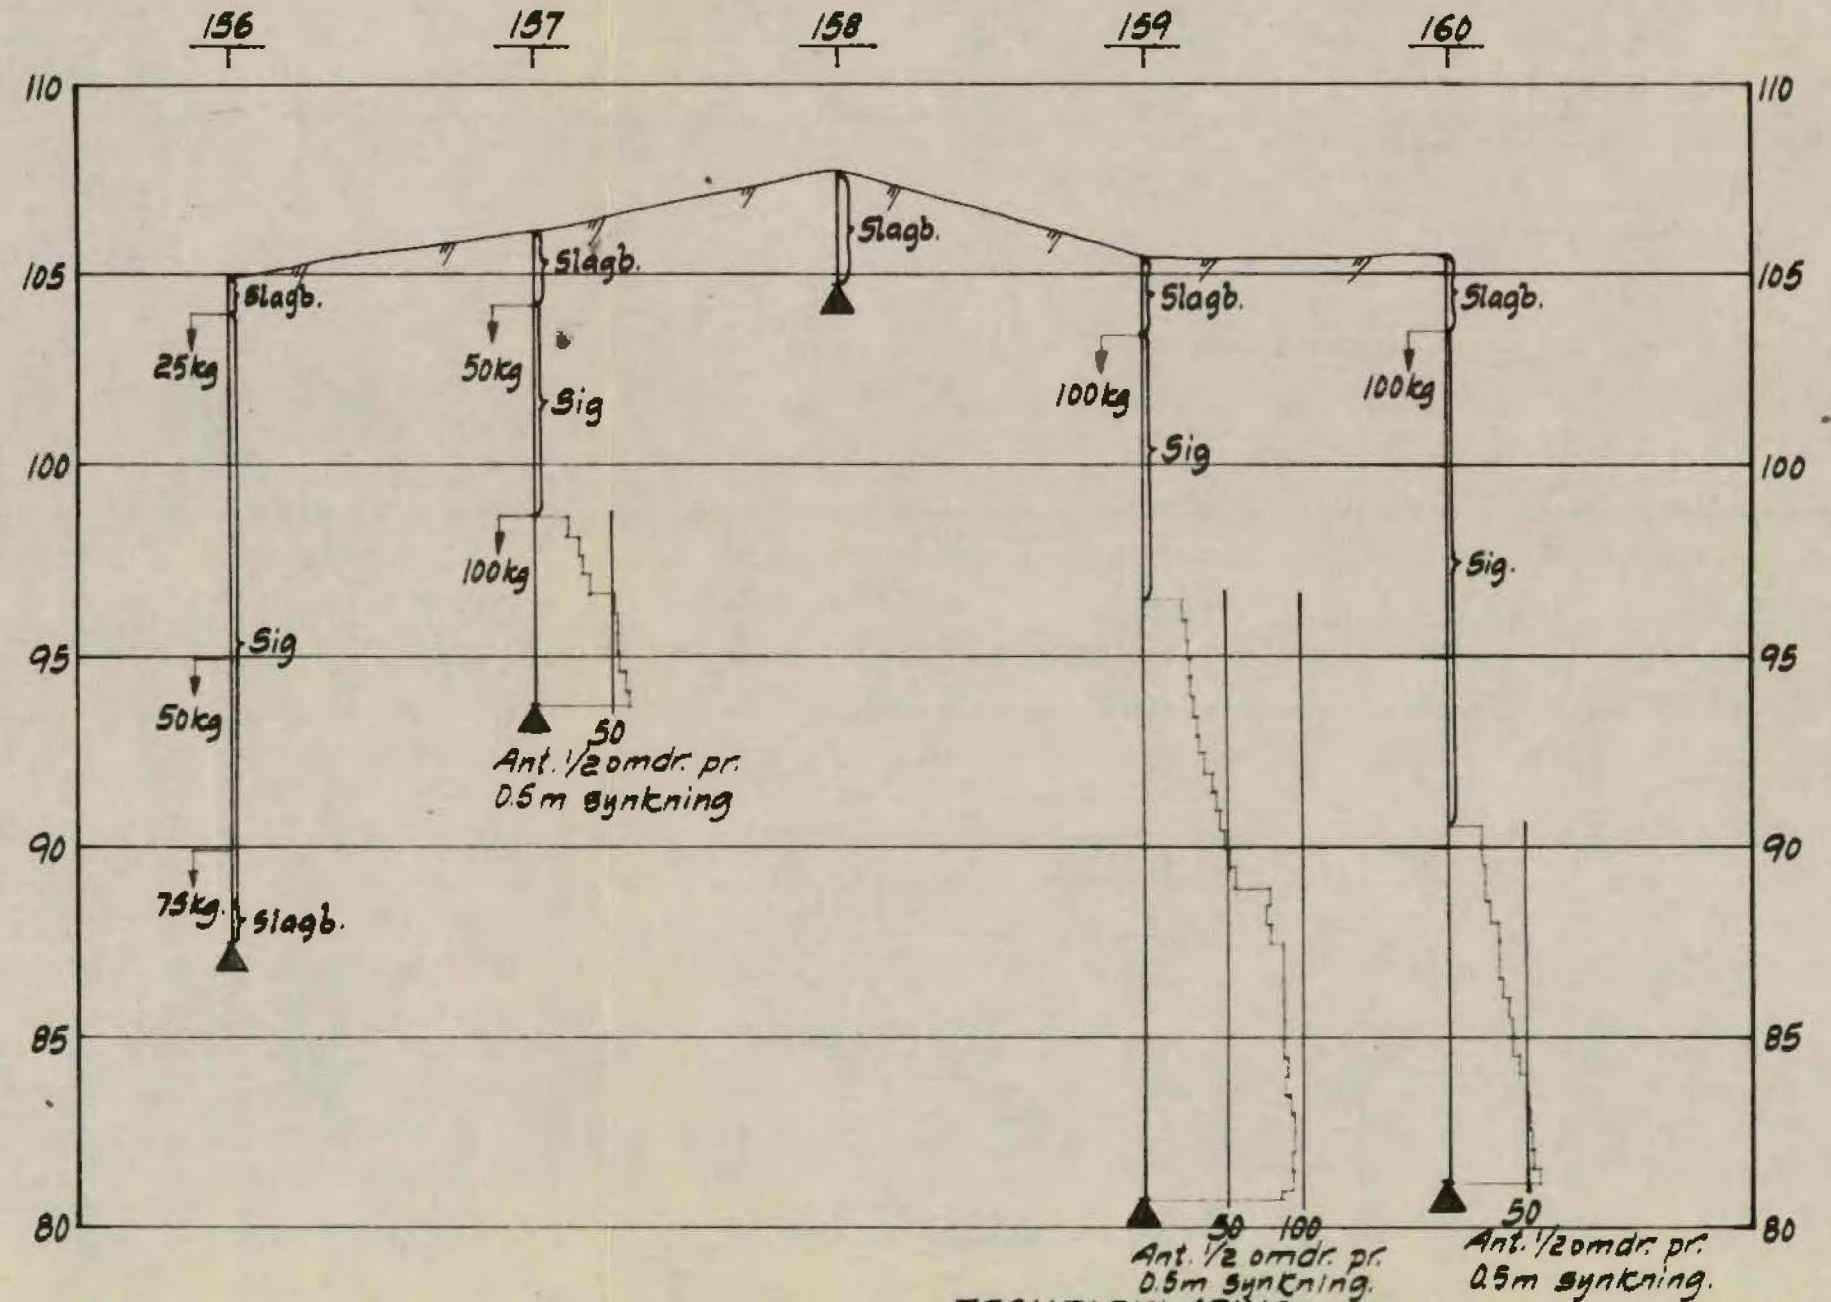 156 157 158 159 160
110 110
Slagb.
Slagb.
105 105
Slagb. Slagb. Slagb.
25kg 50kg 100kg 100kg
Sig
Sig
100 100
100kg Sig.
Sig
95 95
50kg
50
Ant. 1/2 omdr. pr.
0.5m synkning
90 90
75kg. Slagb.
85 85
80 80
50 100
Ant. 1/2 omdr. pr.
0.5m synkning.
50
Ant. 1/2 omdr. pr.
0.5m synkning.